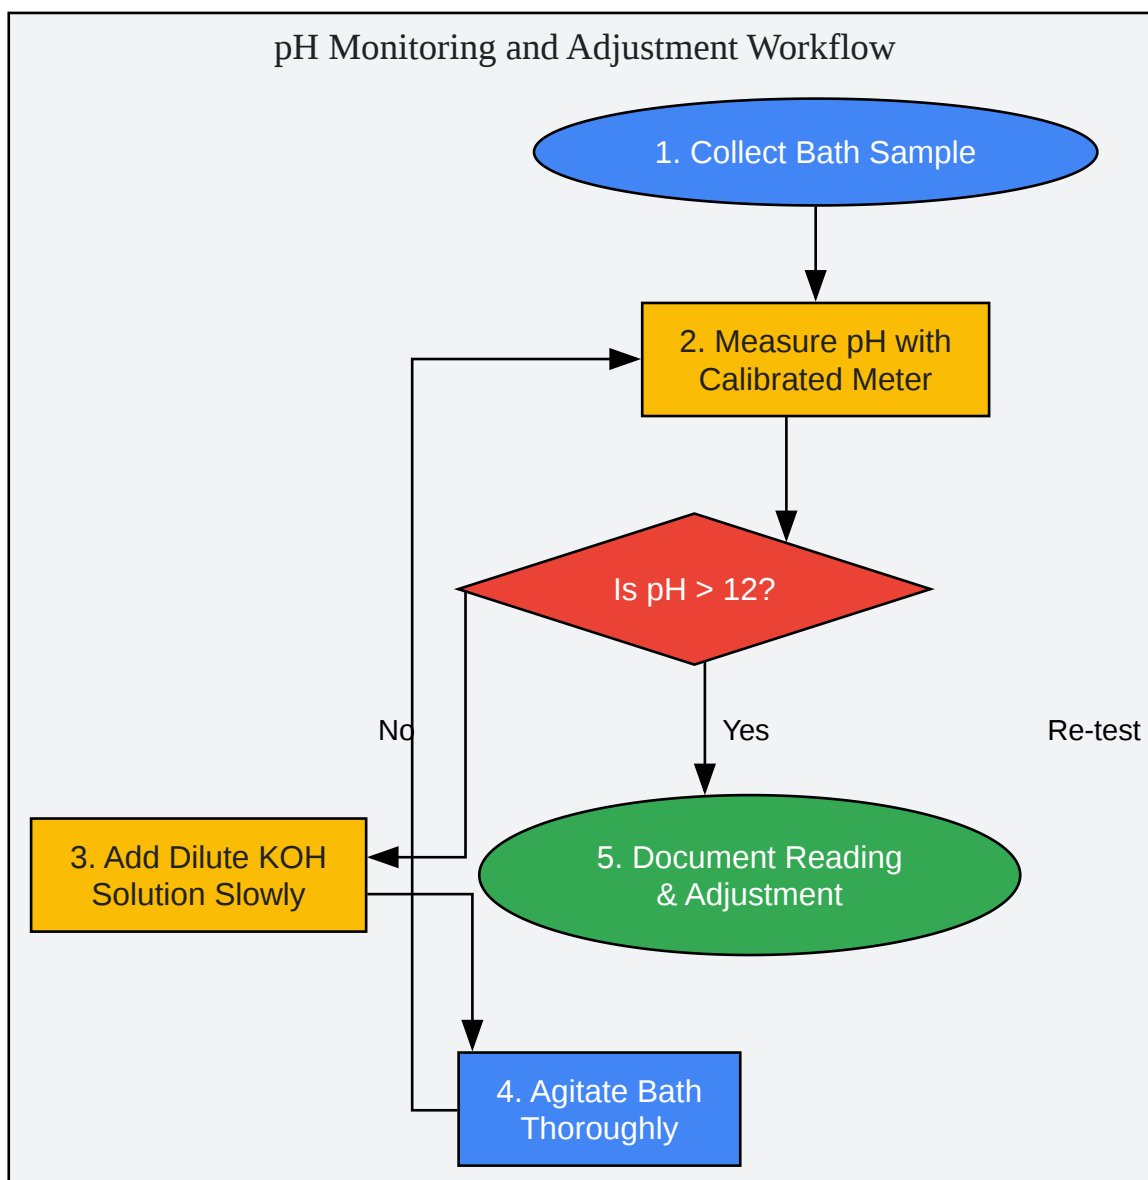 pH Monitoring and Adjustment Workflow
1. Collect Bath Sample
2. Measure pH with
Calibrated Meter
Is pH > 12?
No
Yes
Re-test
3. Add Dilute KOH
Solution Slowly
5. Document Reading
& Adjustment
4. Agitate Bath
Thoroughly